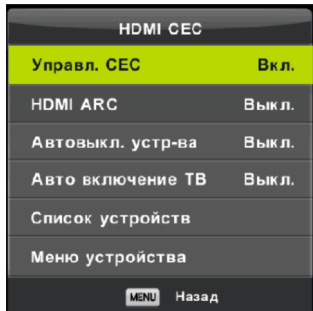 HDMI CEC
Управл. CEC Вкл.
HDMI ARC Выкл.
Автовыкл. устр-ва Выкл.
Авто включение ТВ Выкл.
Список устройств
Меню устройства
MENU Назад